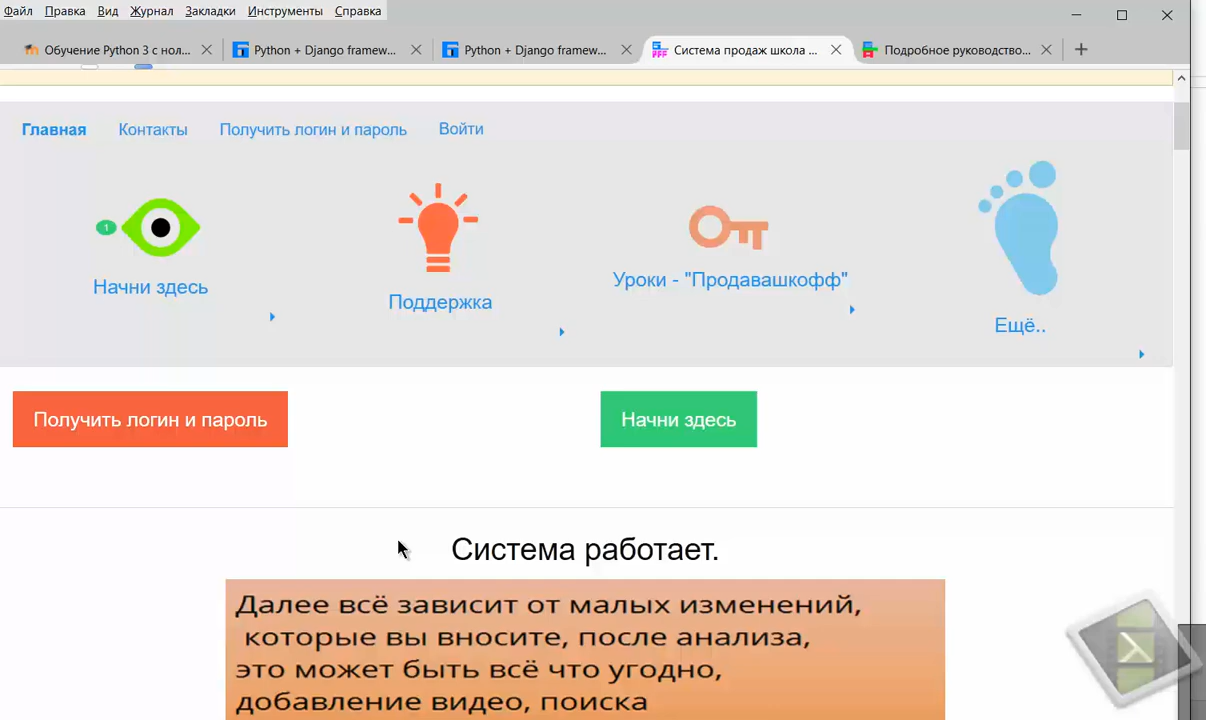 Файл Правка Вид Журнал Закладки Инструменты Справка
Обучение Python 3 с нол... Python + Django framew... Python + Django framew... Система продаж школа ... Подробное руководство...
Главная Контакты Получить логин и пароль Войти
1
Начни здесь
Поддержка
Уроки - "Продавашкофф"
Ещё..
Получить логин и пароль Начни здесь
Система работает.
Далее всё зависит от малых изменений,
которые вы вносите, после анализа,
это может быть всё что угодно,
добавление видео, поиска